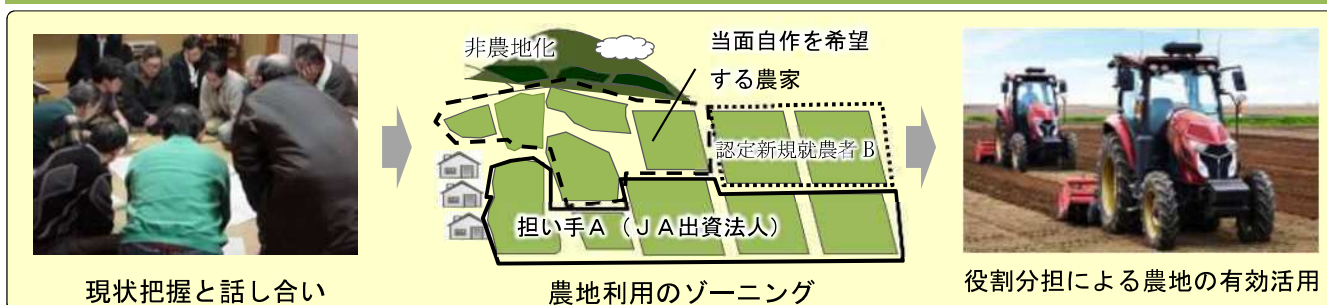 非農地化
当面自作を希望
する農家
認定新規就農者 B
担い手A（JA出資法人）
現状把握と話し合い
農地利用のゾーニング
役割分担による農地の有効活用